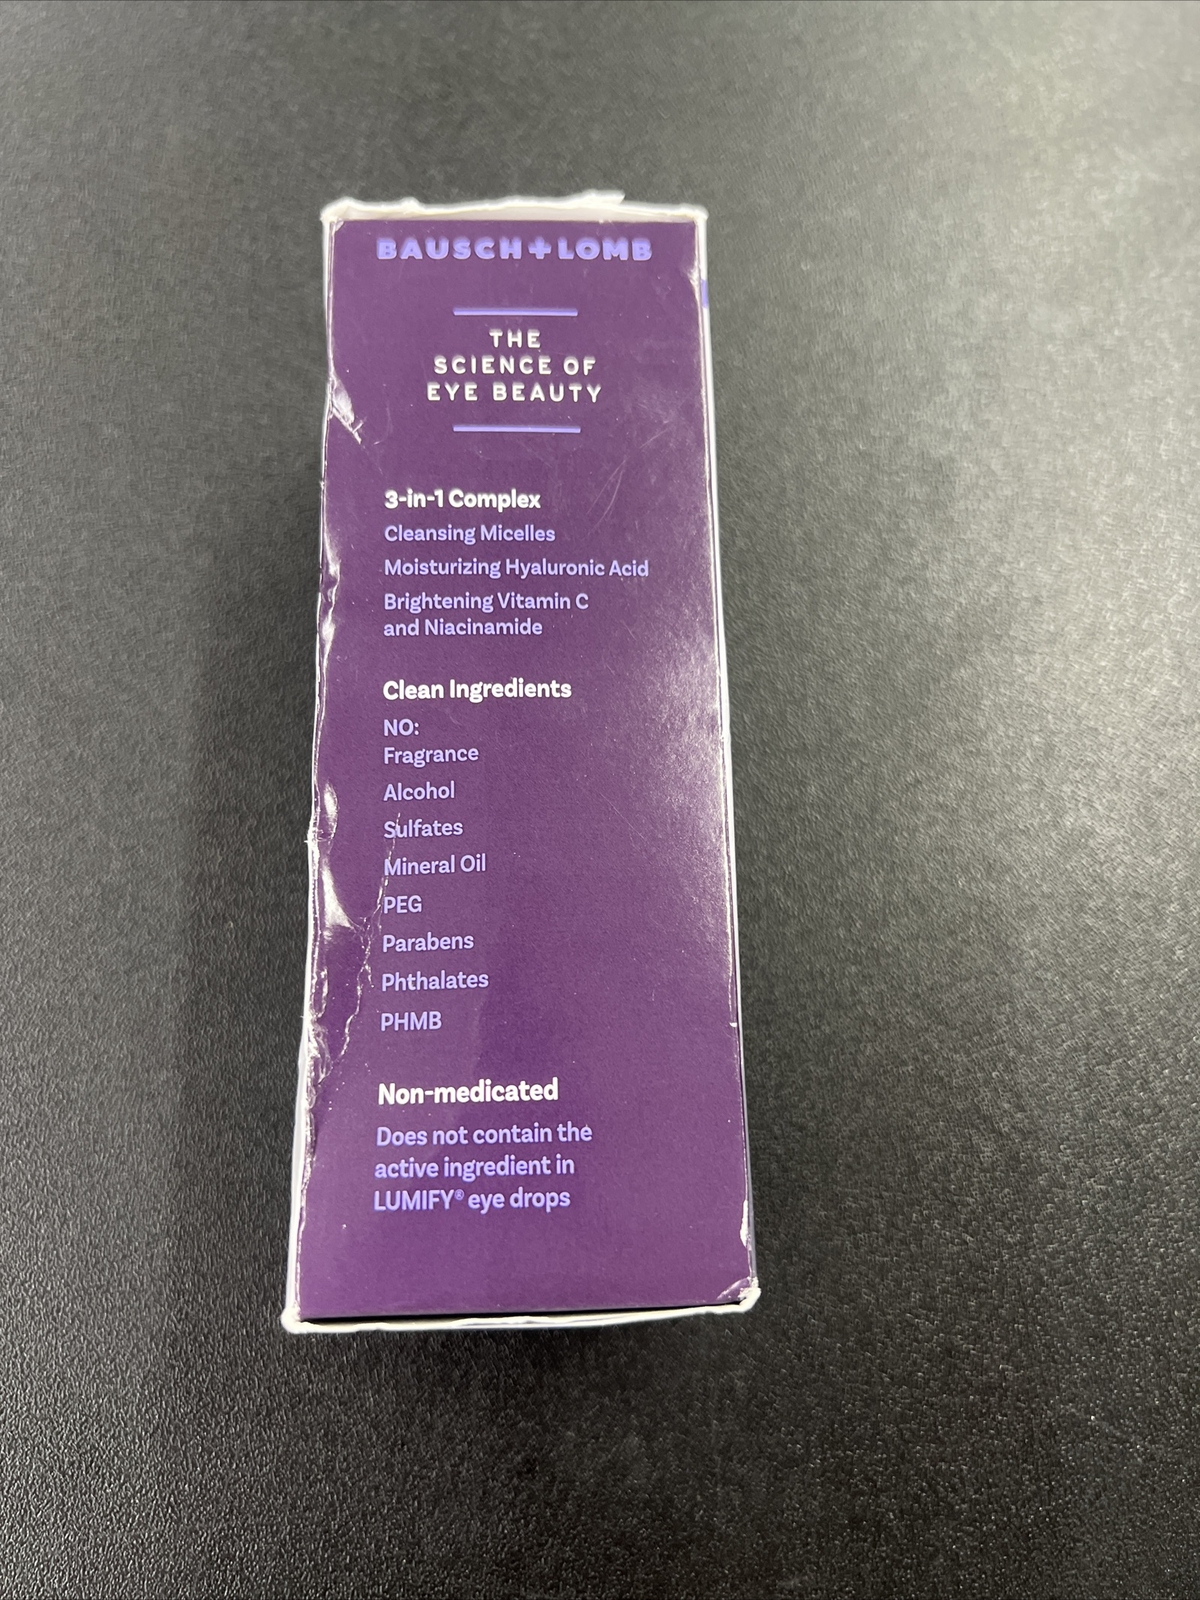 BAUSCH+LOMB
THE
SCIENCE OF
EYE BEAUTY
3-in-1 Complex
Cleansing Micelles
Moisturizing Hyaluronic Acid
Brightening Vitamin C
and Niacinamide
Clean Ingredients
NO:
Fragrance
Alcohol
Sulfates
Mineral Oil
PEG
Parabens
Phthalates
PHMB
Non-medicated
Does not contain the
active ingredient in
LUMIFY® eye drops